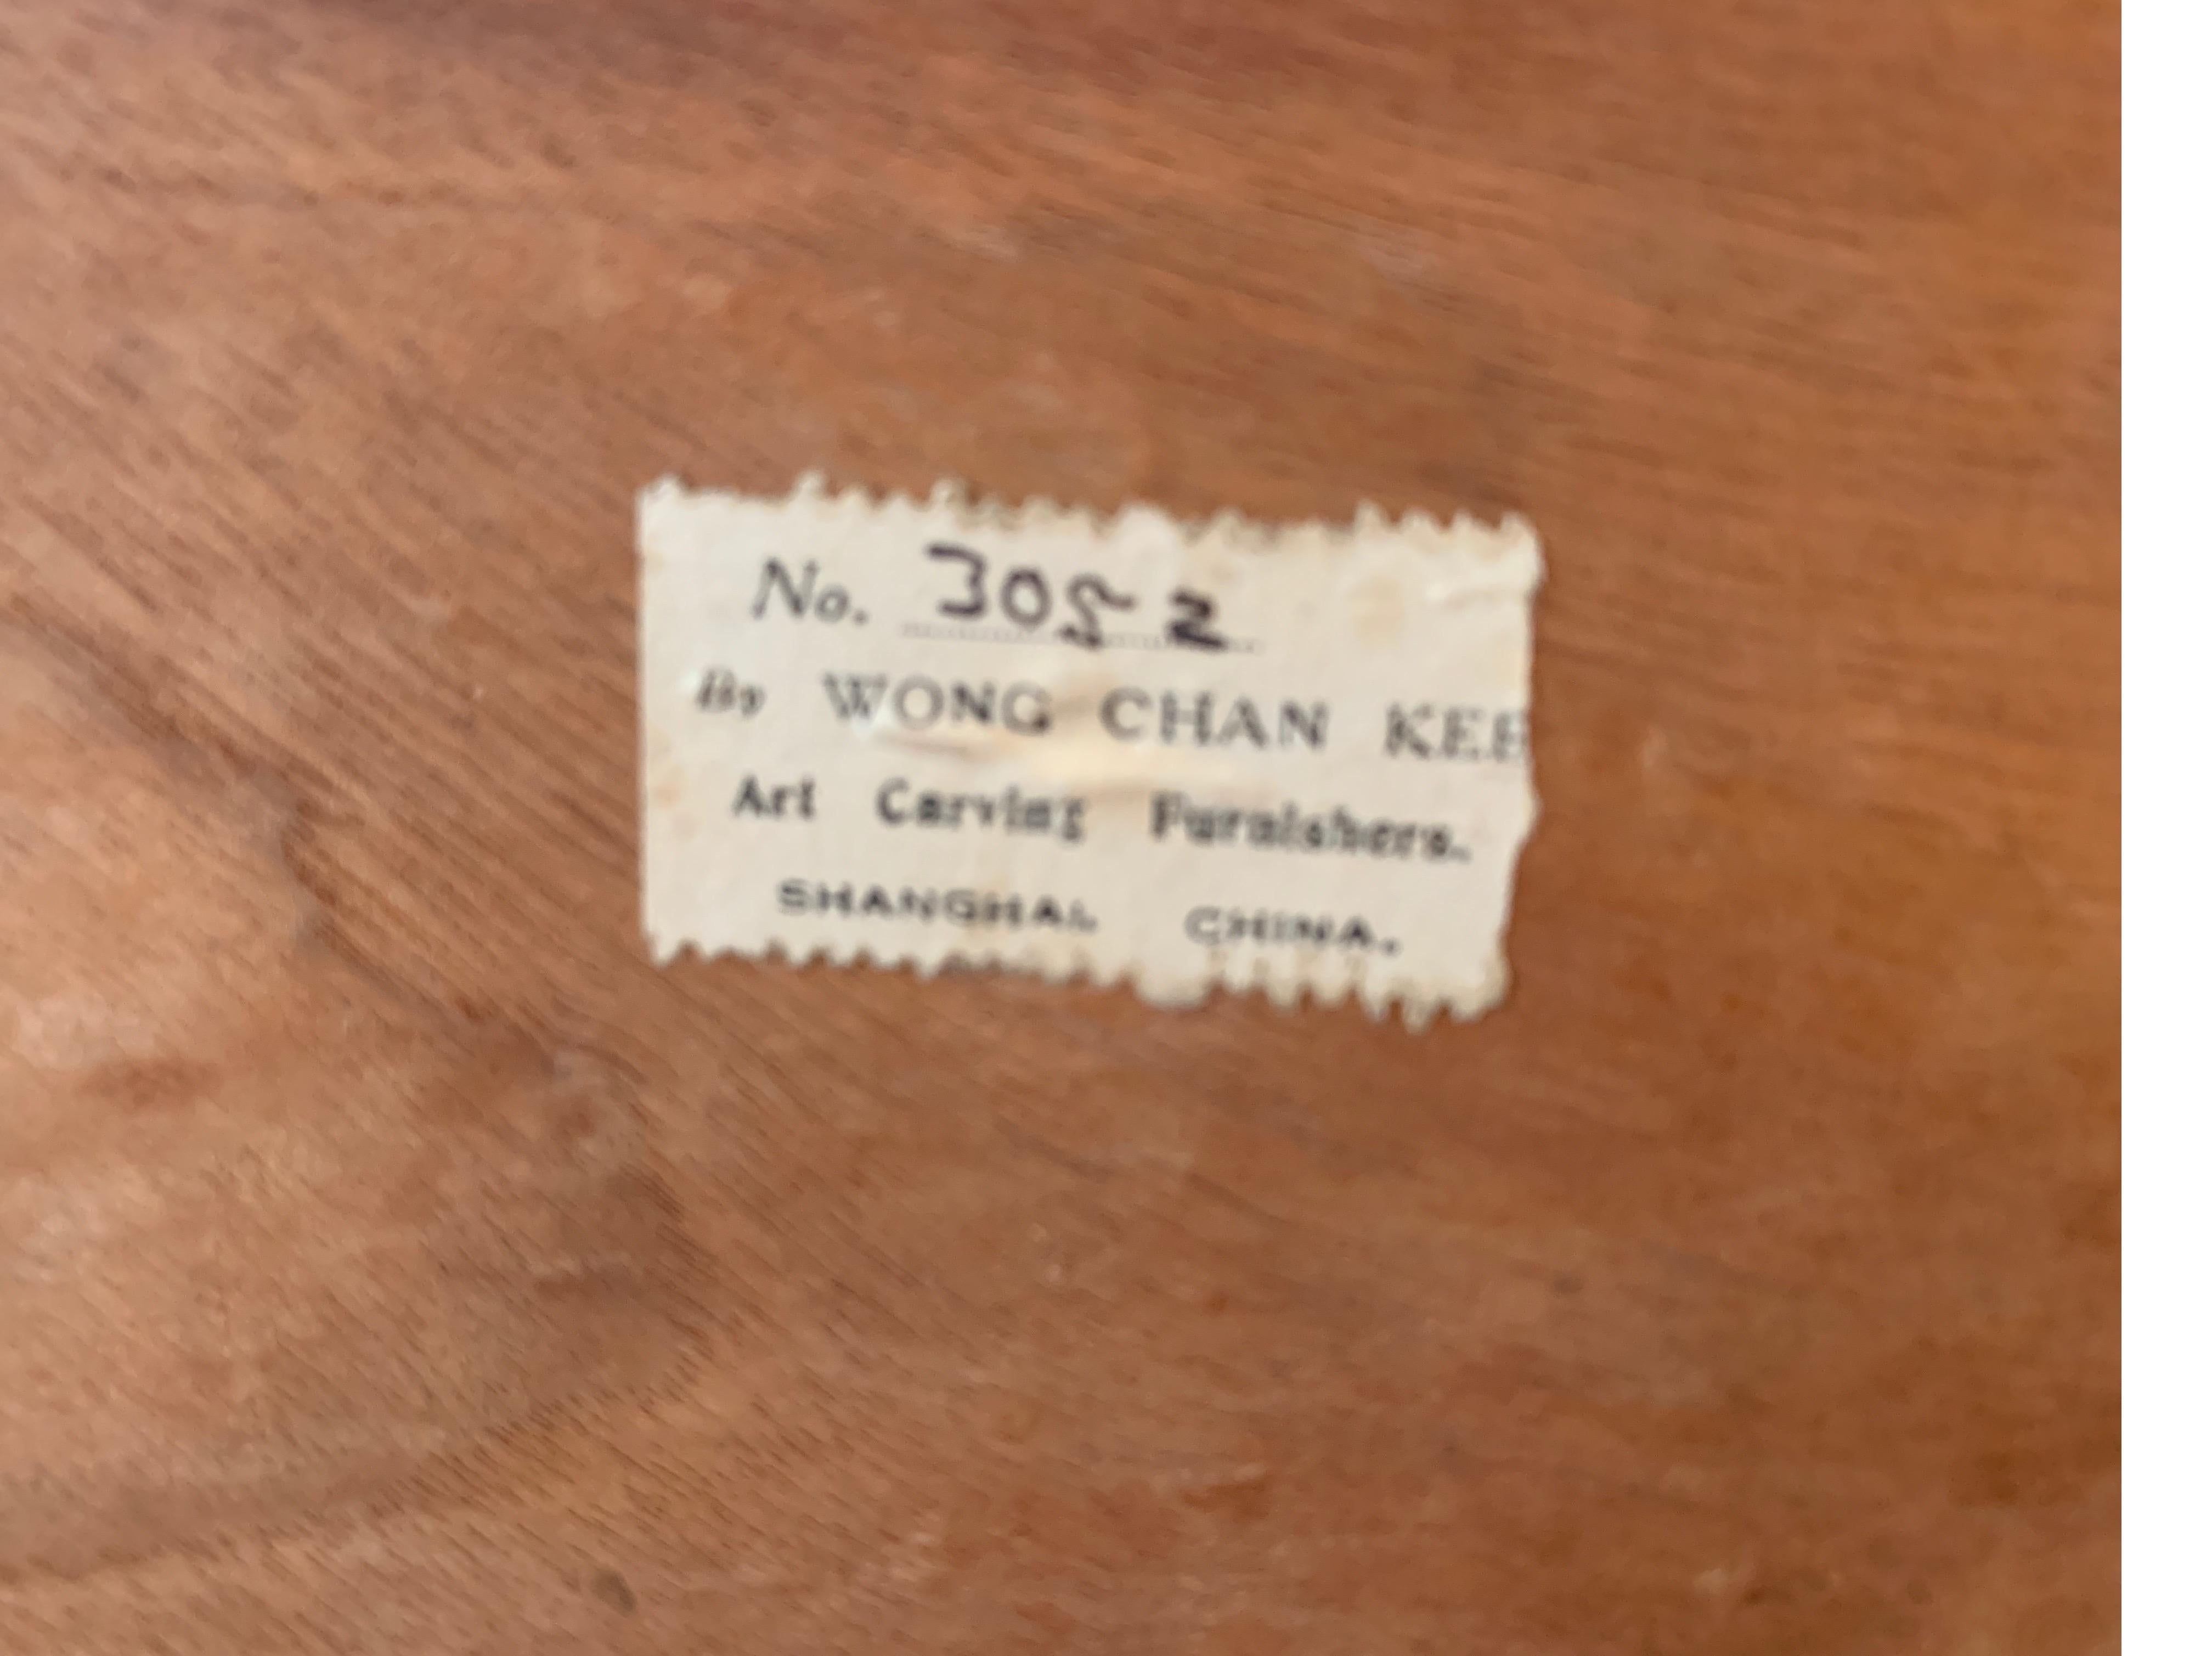 No. 3052
By WONG CHAN KEE
Art Carving Furnishers.
SHANGHAI, CHINA.